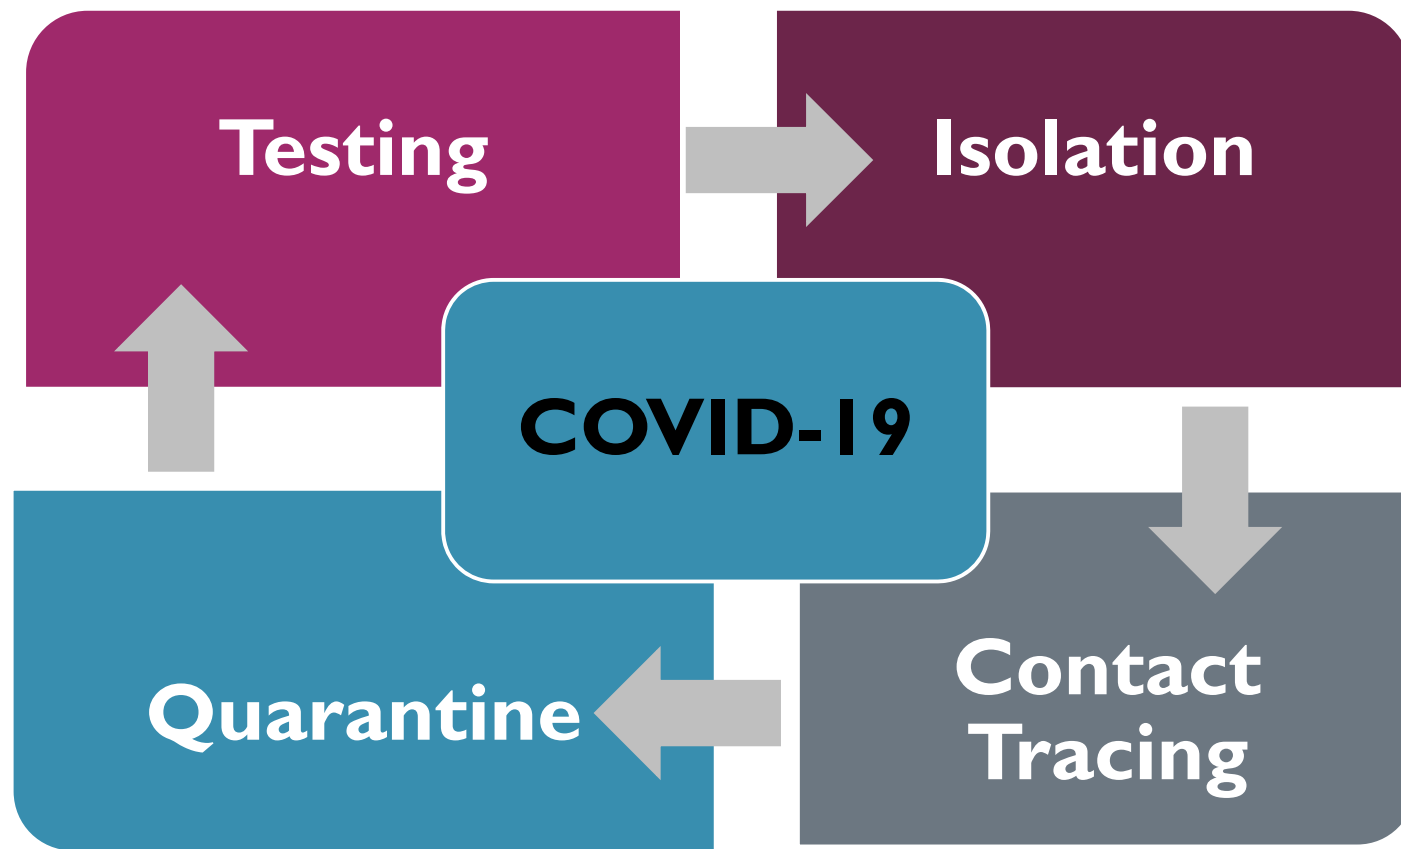 Testing
Isolation
COVID-19
Quarantine
Contact
Tracing